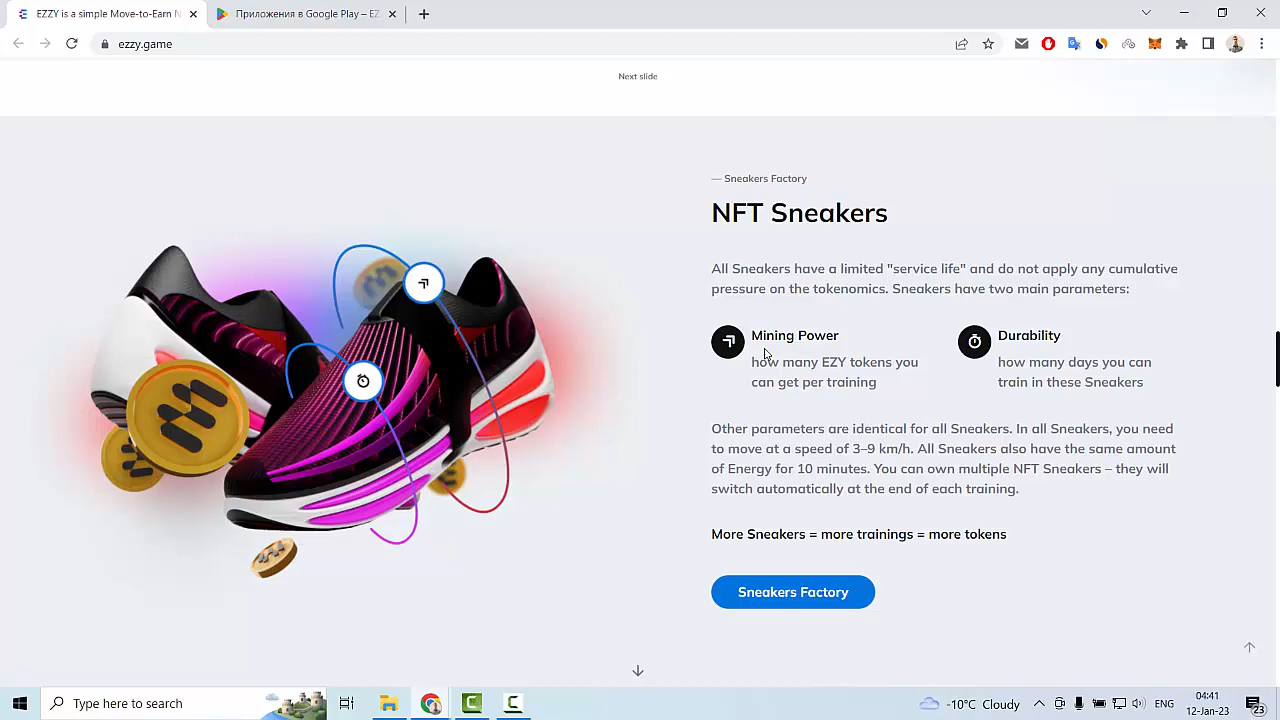 EZZY is a simple Move-to-Earn N
Приложения в Google Play – EZ
ezzy.game
Next slide
— Sneakers Factory
NFT Sneakers
All Sneakers have a limited "service life" and do not apply any cumulative
pressure on the tokenomics. Sneakers have two main parameters:
Mining Power
how many EZY tokens you
can get per training
Durability
how many days you can
train in these Sneakers
Other parameters are identical for all Sneakers. In all Sneakers, you need
to move at a speed of 3–9 km/h. All Sneakers also have the same amount
of Energy for 10 minutes. You can own multiple NFT Sneakers – they will
switch automatically at the end of each training.
More Sneakers = more trainings = more tokens
Sneakers Factory
Type here to search
-10°C Cloudy
ENG
04:41
12-Jan-23
23